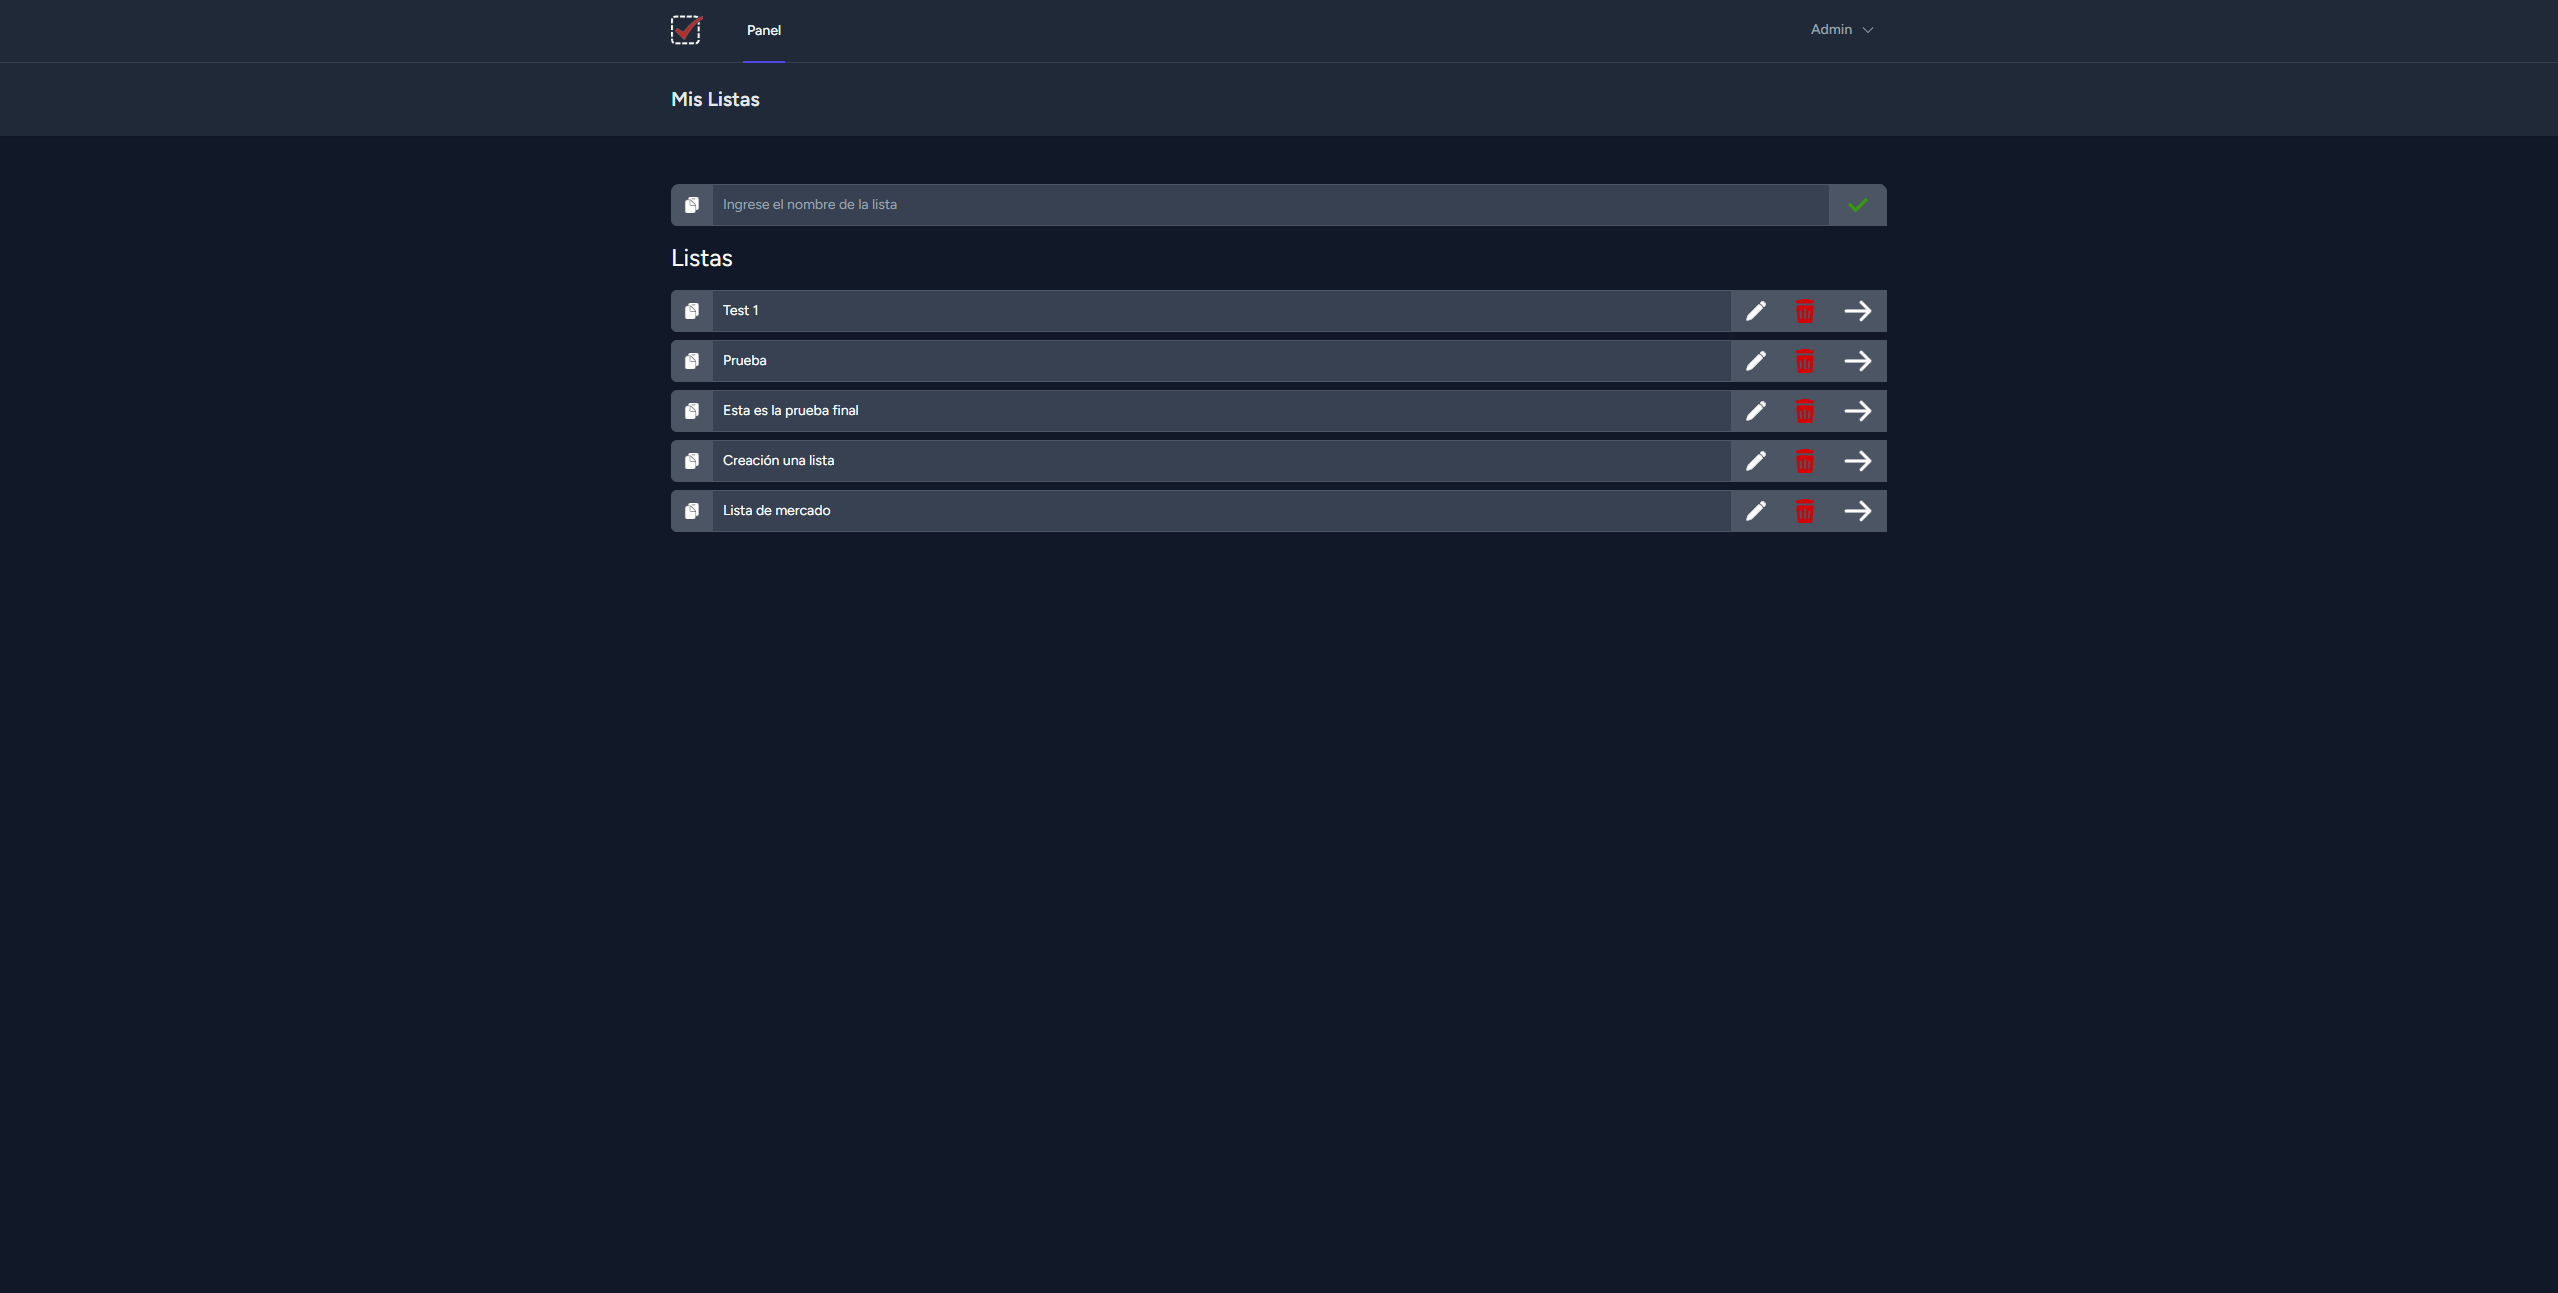 Panel
Admin
Mis Listas
Ingrese el nombre de la lista
Listas
Test 1
Prueba
Esta es la prueba final
Creación una lista
Lista de mercado